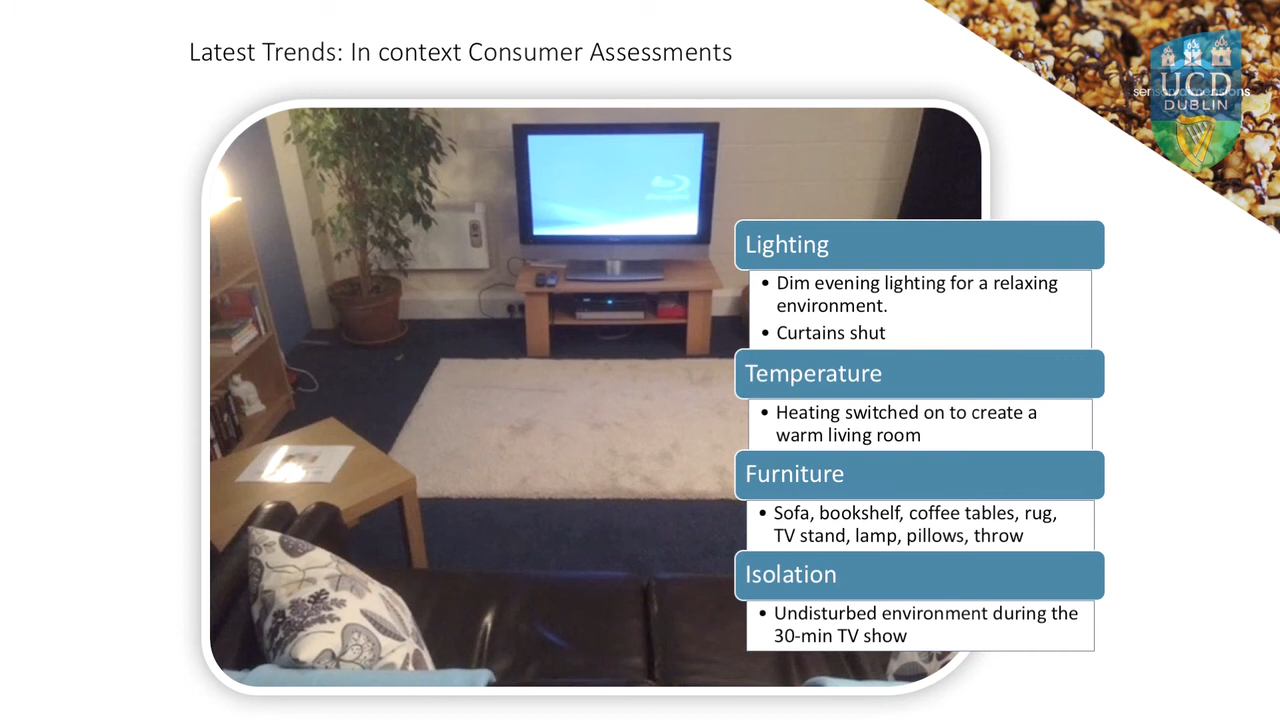 Latest Trends: In context Consumer Assessments
sensorydimensions
UCD
DUBLIN
Lighting
• Dim evening lighting for a relaxing
environment.
• Curtains shut
Temperature
• Heating switched on to create a
warm living room
Furniture
• Sofa, bookshelf, coffee tables, rug,
TV stand, lamp, pillows, throw
Isolation
• Undisturbed environment during the
30-min TV show